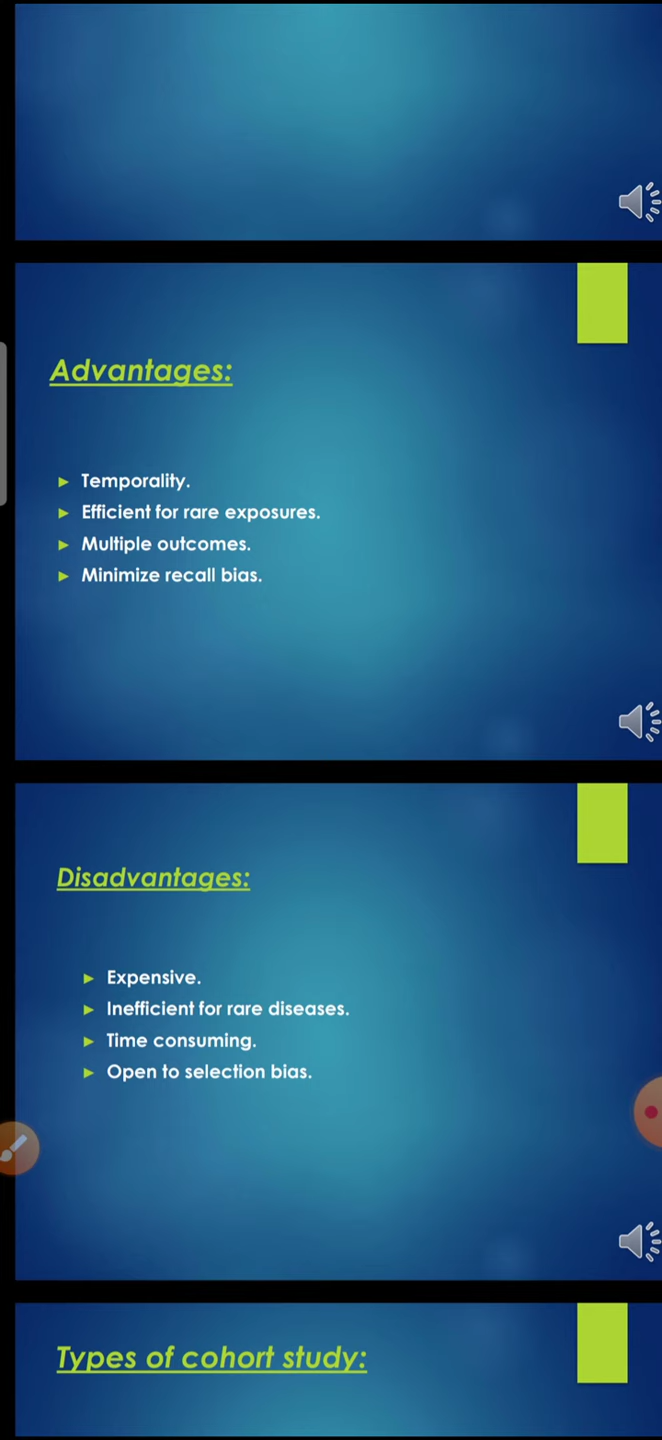 Advantages:
Temporality.
Efficient for rare exposures.
Multiple outcomes.
Minimize recall bias.
Disadvantages:
Expensive.
Inefficient for rare diseases.
Time consuming.
Open to selection bias.
Types of cohort study: